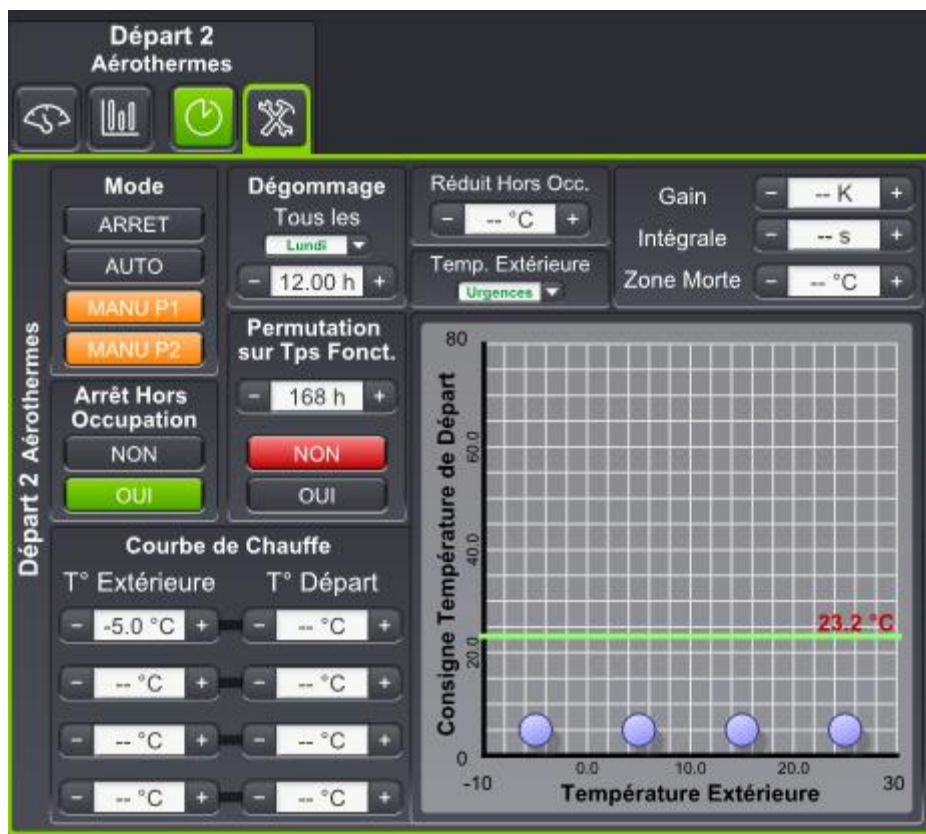 Départ 2
Aérothermes
Départ 2 Aérothermes
Mode
ARRET
AUTO
MANU P1
MANU P2
Arrêt Hors
Occupation
NON
OUI
Dégommage
Tous les
Lundi
- 12.00 h +
Permutation
sur Tps Fonct.
- 168 h +
NON
OUI
Réduit Hors Occ.
- -- °C +
Temp. Extérieure
Urgences
Gain - -- K +
Intégrale - -- s +
Zone Morte - -- °C +
Courbe de Chauffe
T° Extérieure T° Départ
- -5.0 °C + - -- °C +
- -- °C + - -- °C +
- -- °C + - -- °C +
- -- °C + - -- °C +
Consigne Température de Départ
80
60.0
40.0
20.0
0
23.2 °C
-10 0.0 10.0 20.0 30
Température Extérieure